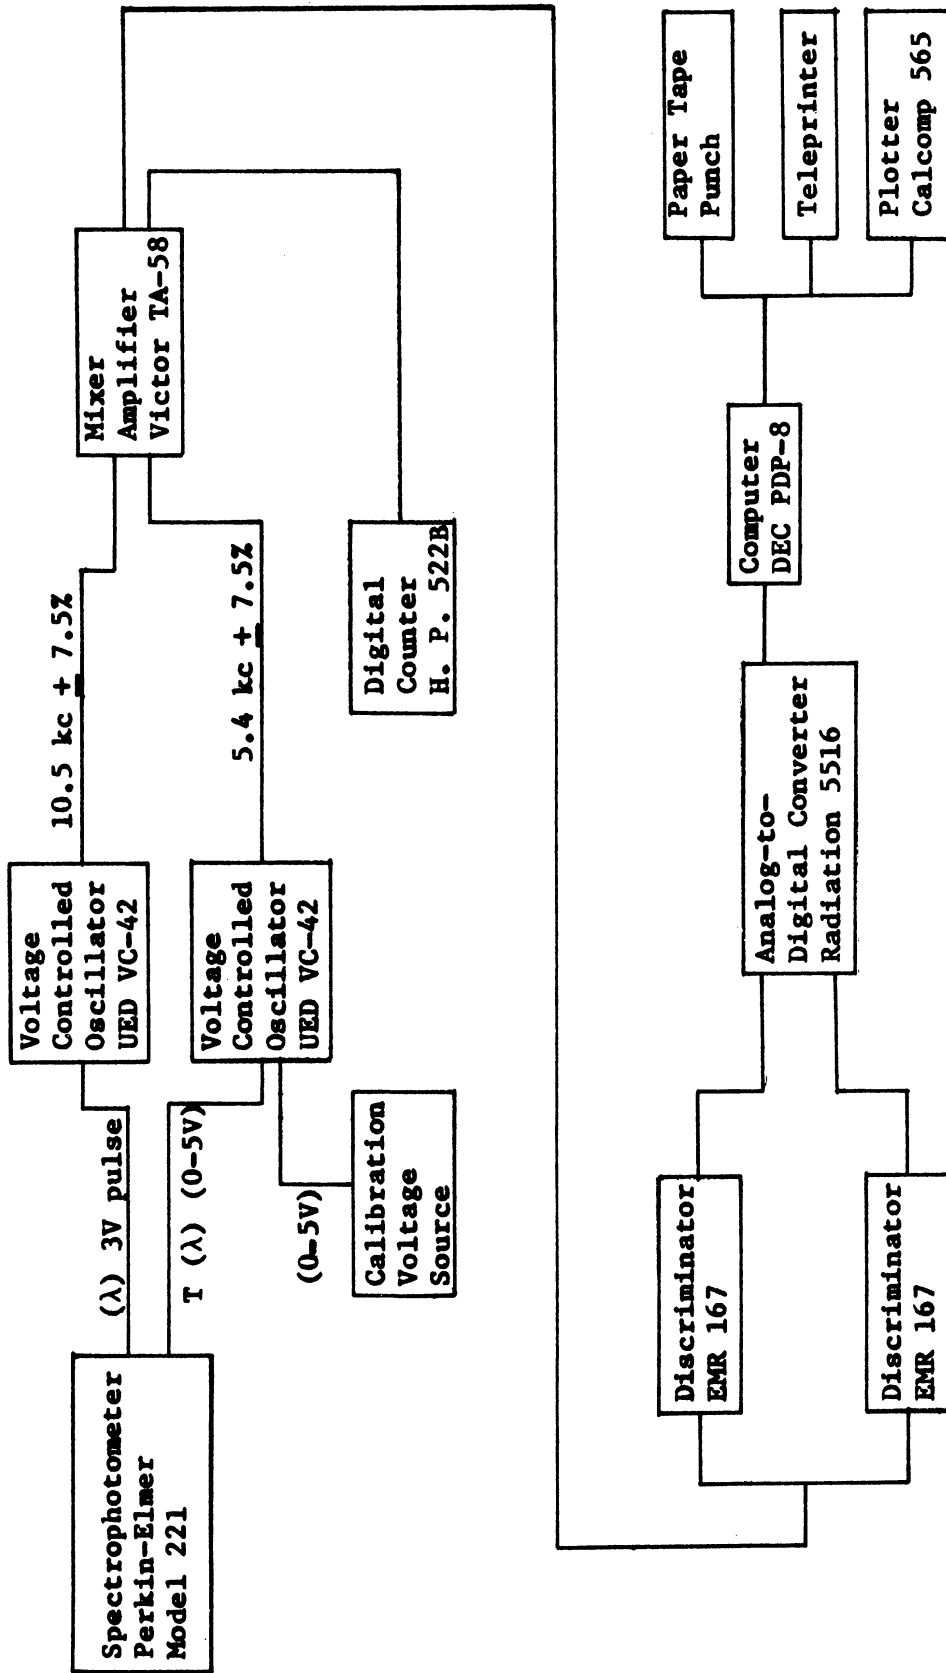 Spectrophotometer
Perkin-Elmer
Model 221
(λ) 3V pulse
T (λ) (0-5V)
(0-5V)
Calibration
Voltage
Source
Voltage
Controlled
Oscillator
UED VC-42
Voltage
Controlled
Oscillator
UED VC-42
10.5 kc ± 7.5%
5.4 kc ± 7.5%
Mixer
Amplifier
Victor TA-58
Digital
Counter
H. P. 522B
Discriminator
EMR 167
Discriminator
EMR 167
Analog-to-
Digital Converter
Radiation 5516
Computer
DEC PDP-8
Paper Tape
Punch
Teleprinter
Plotter
Calcomp 565